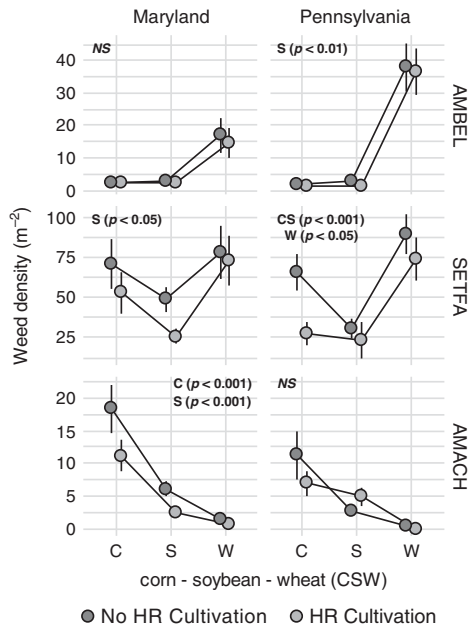 Maryland Pennsylvania
NS S (p < 0.01)
40
30
20
10
0
AMBEL
S (p < 0.05) CS (p < 0.001)
W (p < 0.05)
100
75
50
25
SETFA
Weed density (m⁻²)
C (p < 0.001) NS
S (p < 0.001)
20
15
10
5
0
AMACH
C S W C S W
corn - soybean - wheat (CSW)
No HR Cultivation HR Cultivation